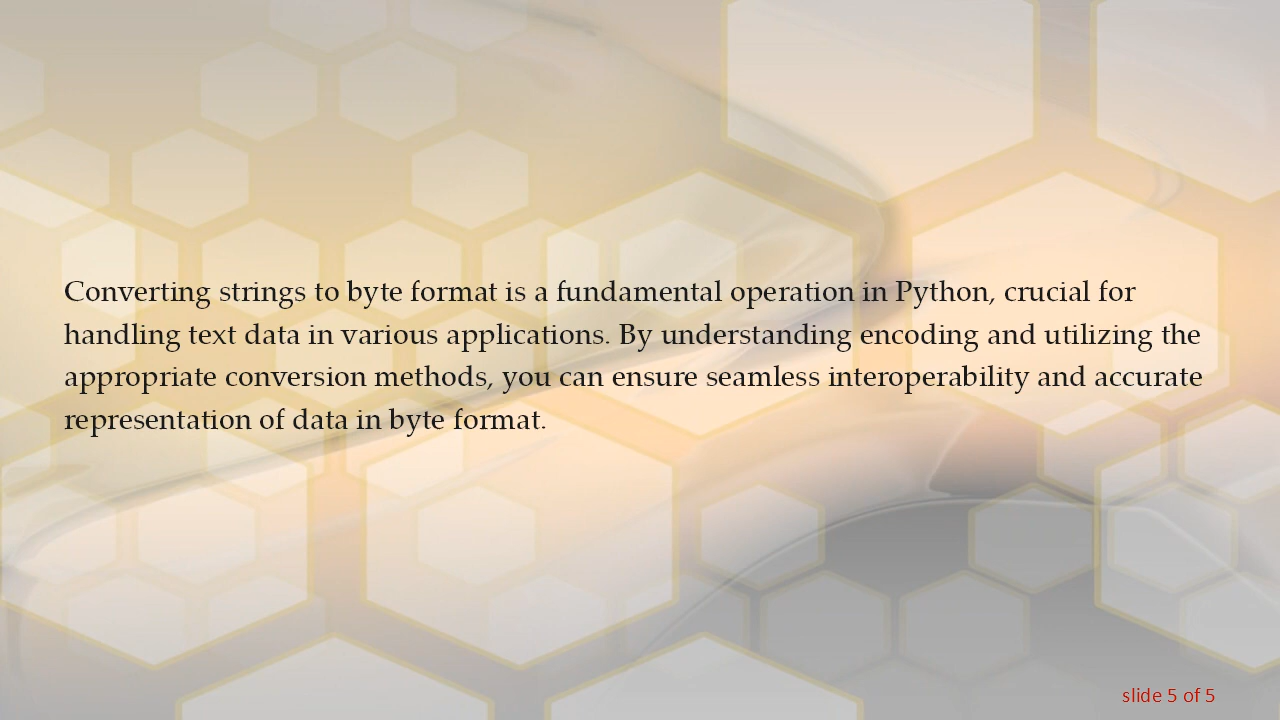 Converting strings to byte format is a fundamental operation in Python, crucial for
handling text data in various applications. By understanding encoding and utilizing the
appropriate conversion methods, you can ensure seamless interoperability and accurate
representation of data in byte format.
slide 5 of 5